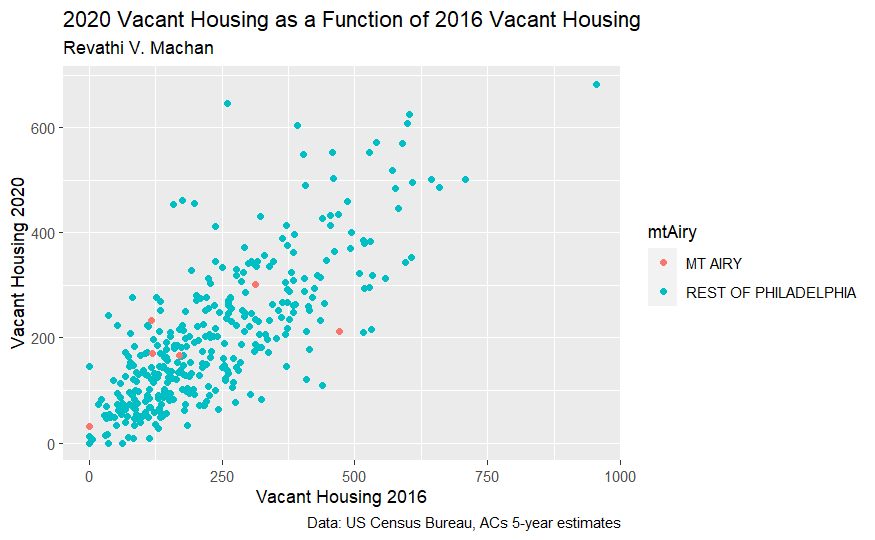 2020 Vacant Housing as a Function of 2016 Vacant Housing
Revathi V. Machan
600
400
200
0
Vacant Housing 2020
0 250 500 750 1000
Vacant Housing 2016
mtAiry
MT AIRY
REST OF PHILADELPHIA
Data: US Census Bureau, ACs 5-year estimates